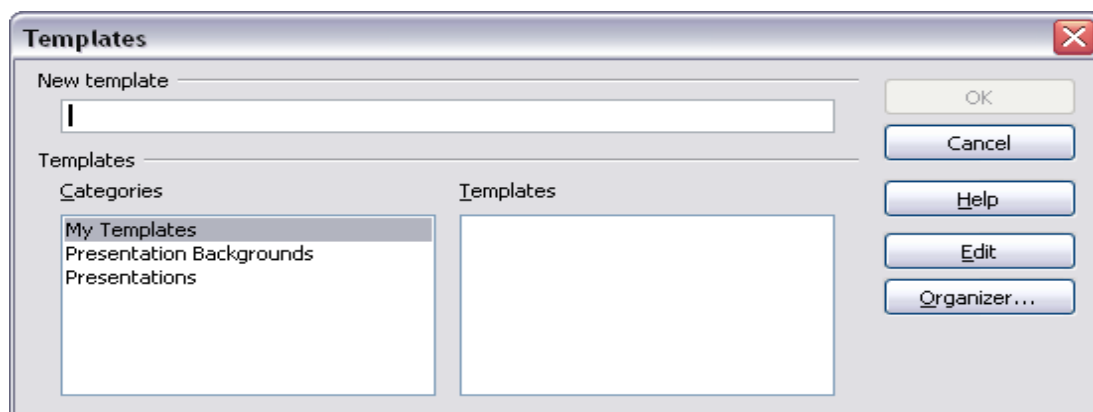 Templates
New template
OK
Cancel
Templates
Categories
Templates
Help
My Templates
Presentation Backgrounds
Presentations
Edit
Organizer...